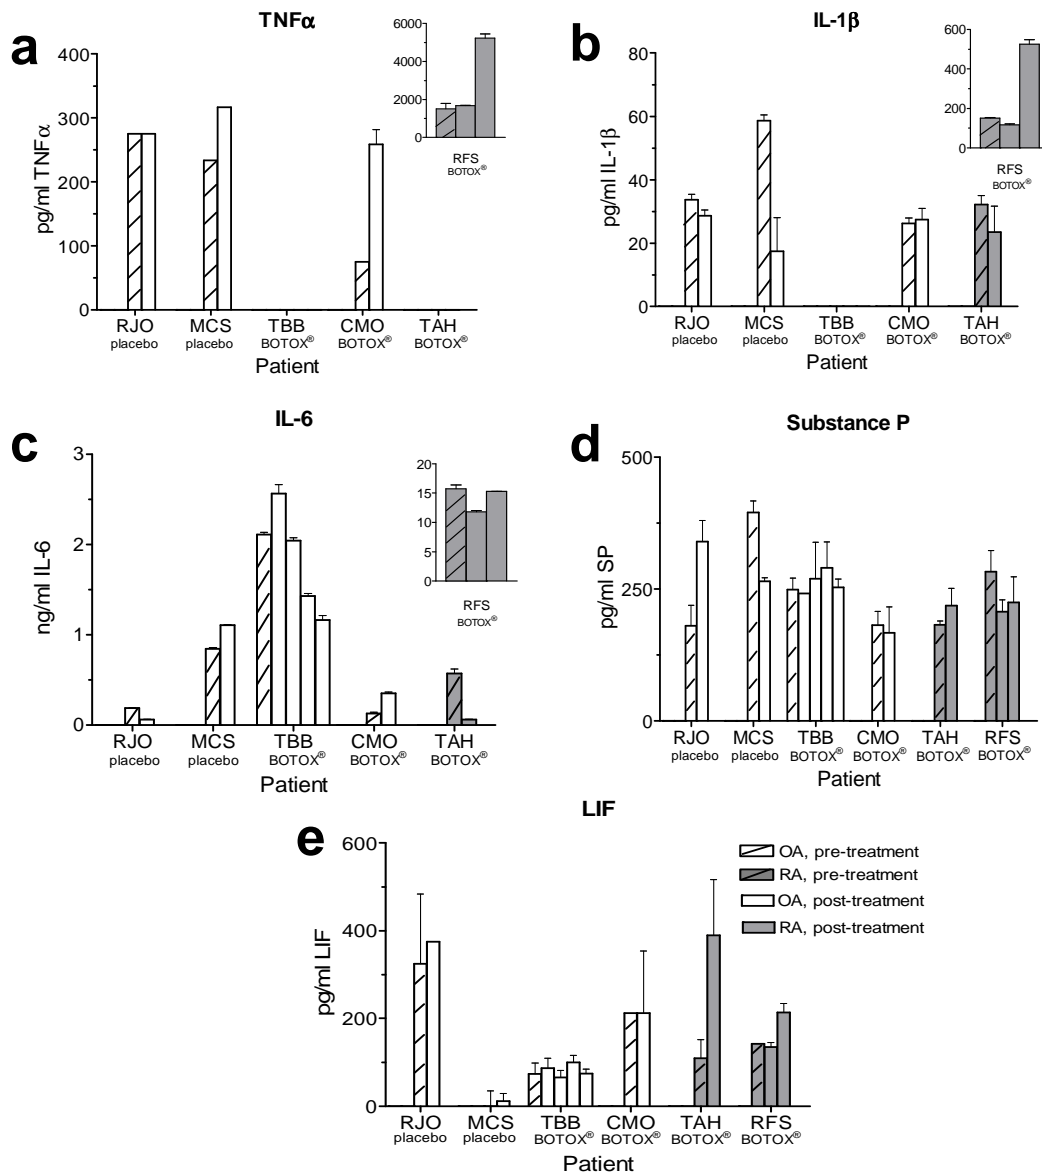 a
TNFα
pg/ml TNFα
400
300
200
100
0
6000
4000
2000
0
RFS
BOTOX®
RJO MCS TBB CMO TAH
placebo placebo BOTOX® BOTOX® BOTOX®
Patient
b
IL-1β
pg/ml IL-1β
80
60
40
20
0
600
400
200
0
RFS
BOTOX®
RJO MCS TBB CMO TAH
placebo placebo BOTOX® BOTOX® BOTOX®
Patient
c
IL-6
ng/ml IL-6
3
2
1
0
20
15
10
5
0
RFS
BOTOX®
RJO MCS TBB CMO TAH
placebo placebo BOTOX® BOTOX® BOTOX®
Patient
d
Substance P
pg/ml SP
500
250
0
RJO MCS TBB CMO TAH RFS
placebo placebo BOTOX® BOTOX® BOTOX® BOTOX®
Patient
e
LIF
pg/ml LIF
600
400
200
0
OA, pre-treatment
RA, pre-treatment
OA, post-treatment
RA, post-treatment
RJO MCS TBB CMO TAH RFS
placebo placebo BOTOX® BOTOX® BOTOX® BOTOX®
Patient